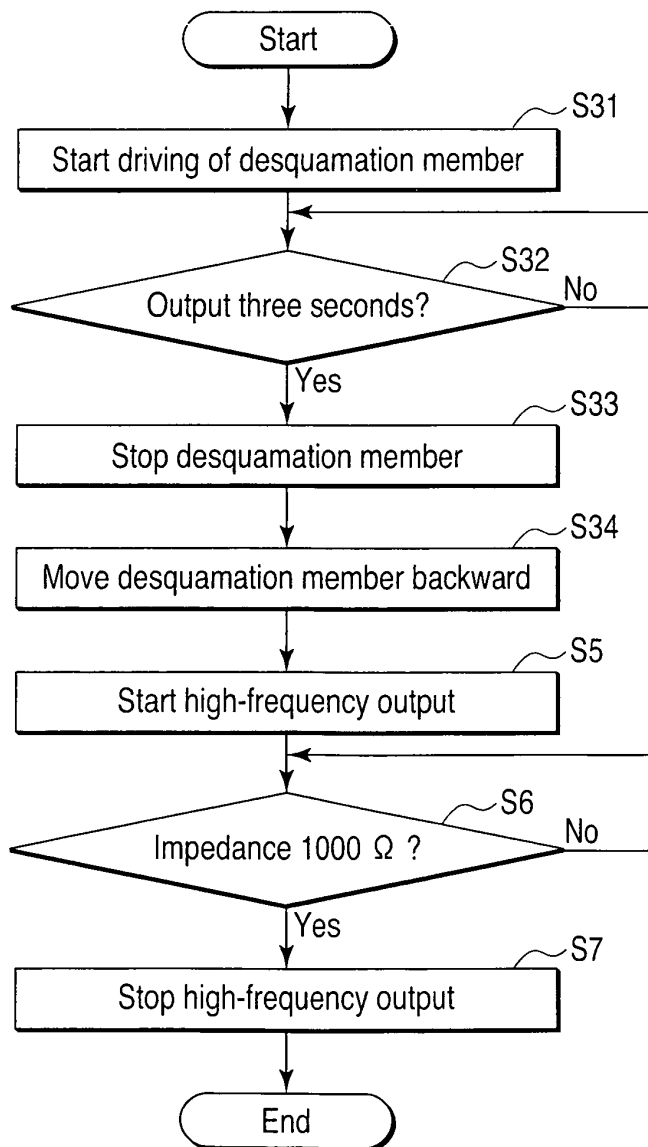 Start
S31
Start driving of desquamation member
S32
Output three seconds?
No
Yes
S33
Stop desquamation member
S34
Move desquamation member backward
S5
Start high-frequency output
S6
Impedance 1000 Ω ?
No
Yes
S7
Stop high-frequency output
End